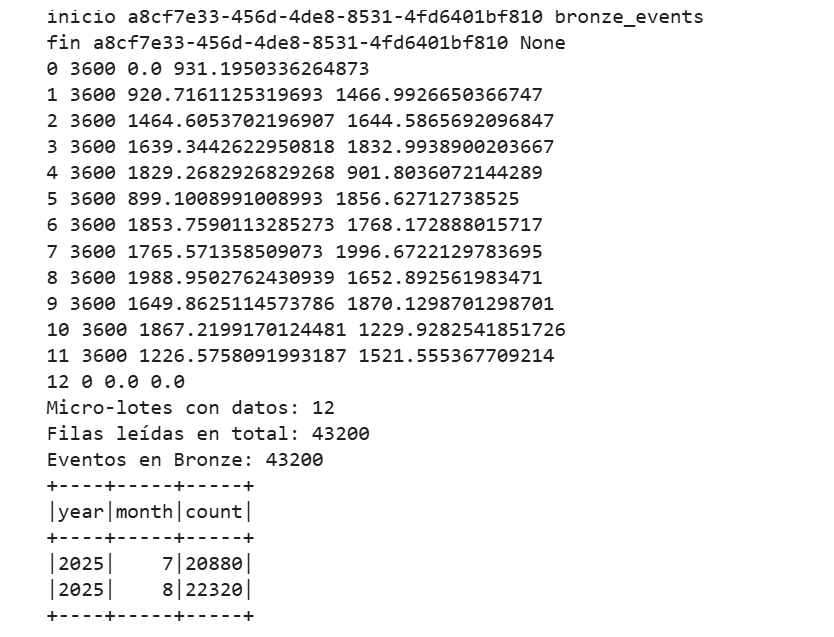 inicio a8cf7e33-456d-4de8-8531-4fd6401bf810 bronze_events
fin a8cf7e33-456d-4de8-8531-4fd6401bf810 None
0 3600 0.0 931.1950336264873
1 3600 920.7161125319693 1466.9926650366747
2 3600 1464.6053702196907 1644.5865692096847
3 3600 1639.3442622950818 1832.9938900203667
4 3600 1829.2682926829268 901.8036072144289
5 3600 899.1008991008993 1856.62712738525
6 3600 1853.7590113285273 1768.172888015717
7 3600 1765.571358509073 1996.6722129783695
8 3600 1988.9502762430939 1652.892561983471
9 3600 1649.8625114573786 1870.1298701298701
10 3600 1867.2199170124481 1229.9282541851726
11 3600 1226.5758091993187 1521.555367709214
12 0 0.0 0.0
Micro-lotes con datos: 12
Filas leídas en total: 43200
Eventos en Bronze: 43200
+----+-----+-----+
|year|month|count|
+----+-----+-----+
|2025|    7|20880|
|2025|    8|22320|
+----+-----+-----+